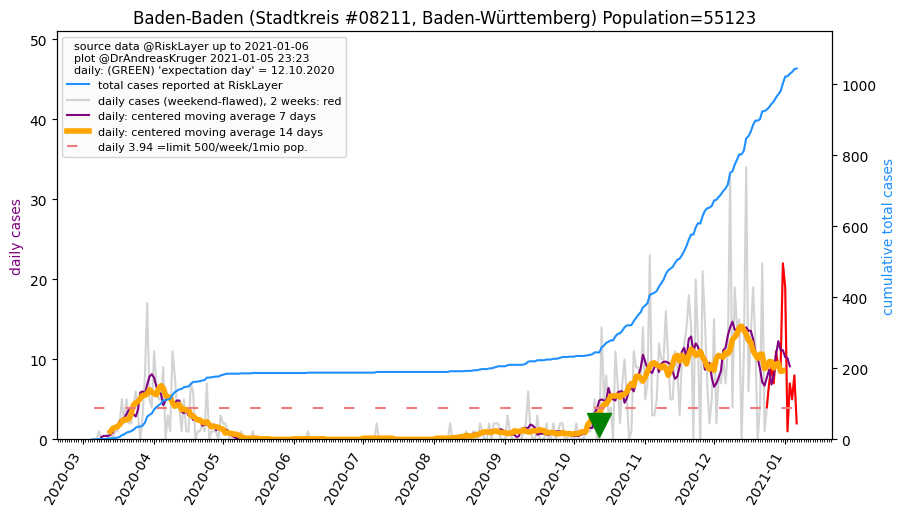 Baden-Baden (Stadtkreis #08211, Baden-Württemberg) Population=55123
source data @RiskLayer up to 2021-01-06
plot @DrAndreasKruger 2021-01-05 23:23
daily: (GREEN) 'expectation day' = 12.10.2020
total cases reported at RiskLayer
daily cases (weekend-flawed), 2 weeks: red
daily: centered moving average 7 days
daily: centered moving average 14 days
daily 3.94 =limit 500/week/1mio pop.
daily cases
50
40
30
20
10
0
cumulative total cases
1000
800
600
400
200
0
2020-03
2020-04
2020-05
2020-06
2020-07
2020-08
2020-09
2020-10
2020-11
2020-12
2021-01